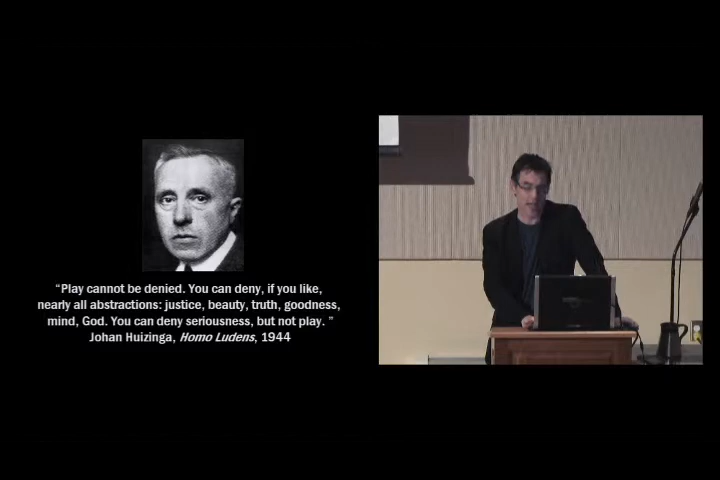 “Play cannot be denied. You can deny, if you like,
nearly all abstractions: justice, beauty, truth, goodness,
mind, God. You can deny seriousness, but not play. ”
Johan Huizinga, Homo Ludens, 1944